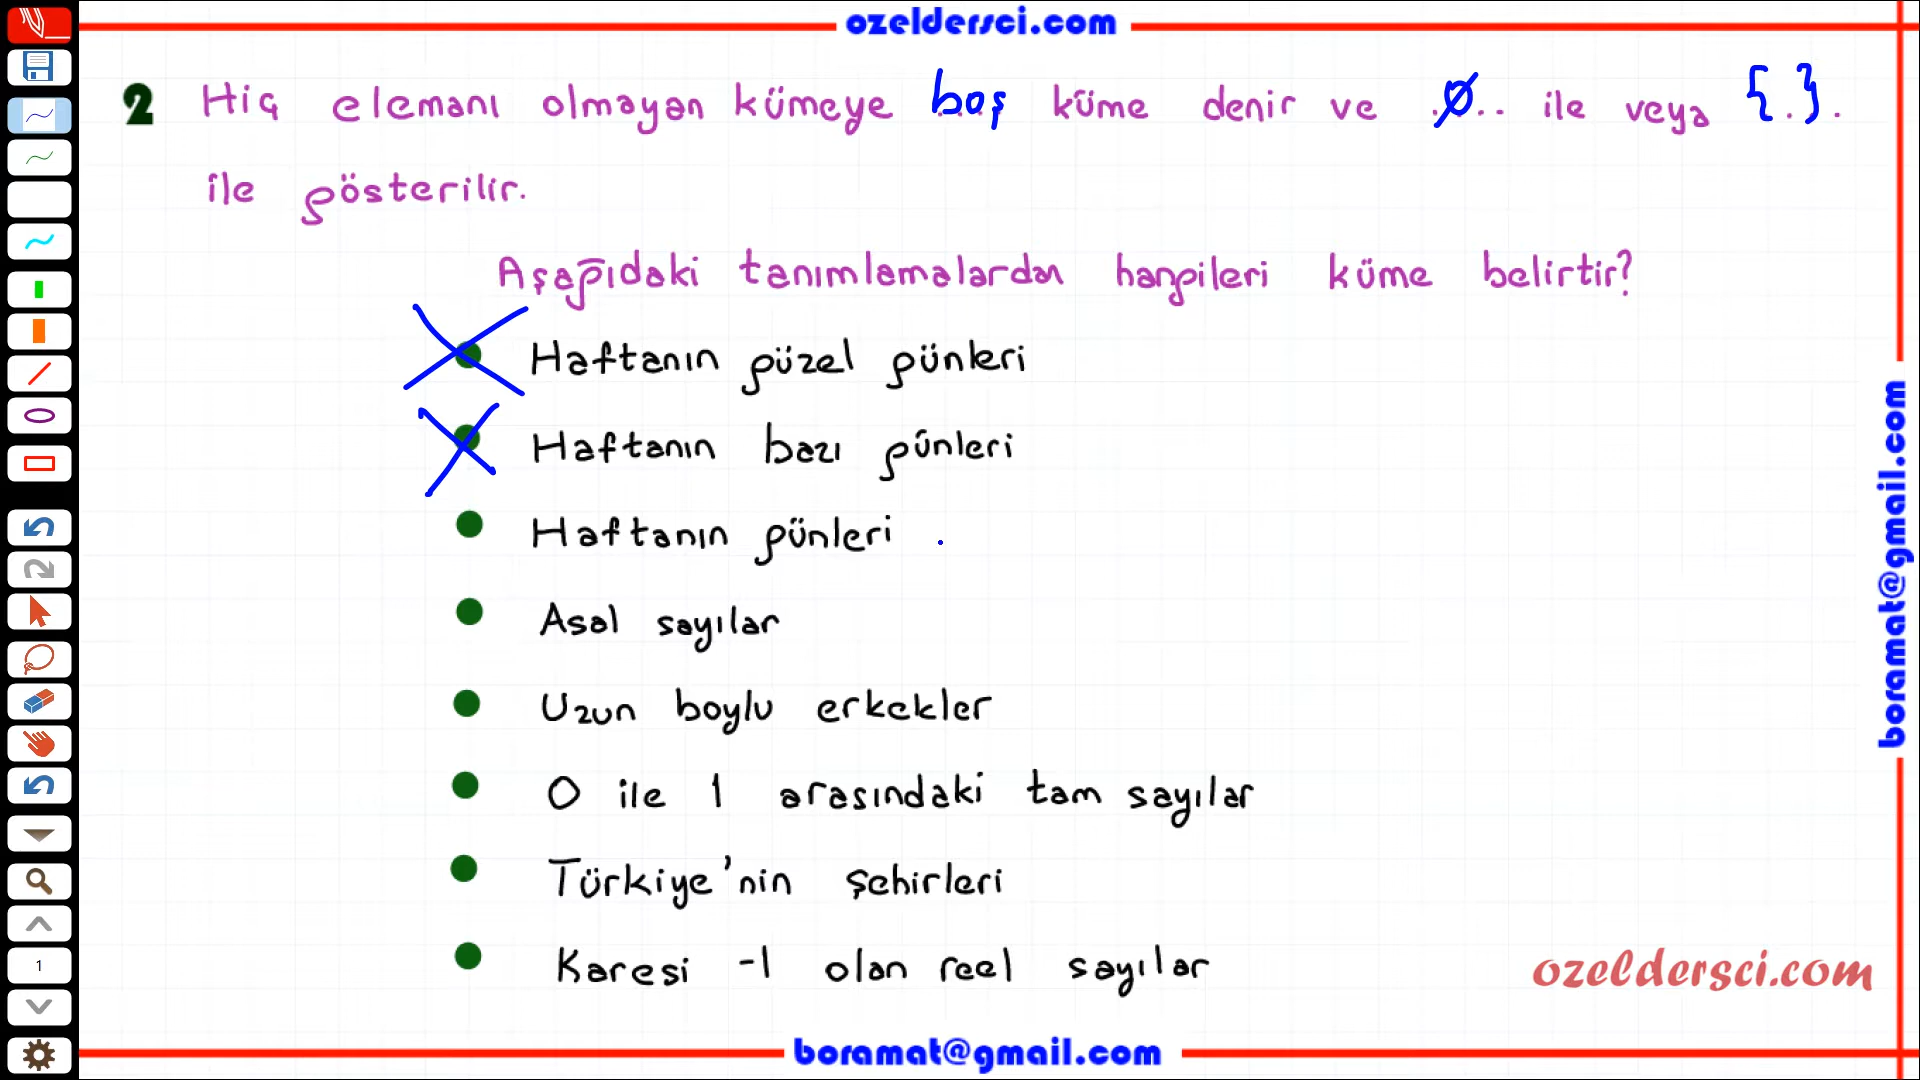 ozeldersci.com
2 Hiç elemanı olmayan kümeye boş küme denir ve .∅.. ile veya {.}.
ile gösterilir.
Aşağıdaki tanımlamalardan hangileri küme belirtir?
Haftanın güzel günleri
Haftanın bazı günleri
Haftanın günleri .
Asal sayılar
Uzun boylu erkekler
0 ile 1 arasındaki tam sayılar
Türkiye'nin şehirleri
Karesi -1 olan reel sayılar
boramat@gmail.com
ozeldersci.com
boramat@gmail.com
1